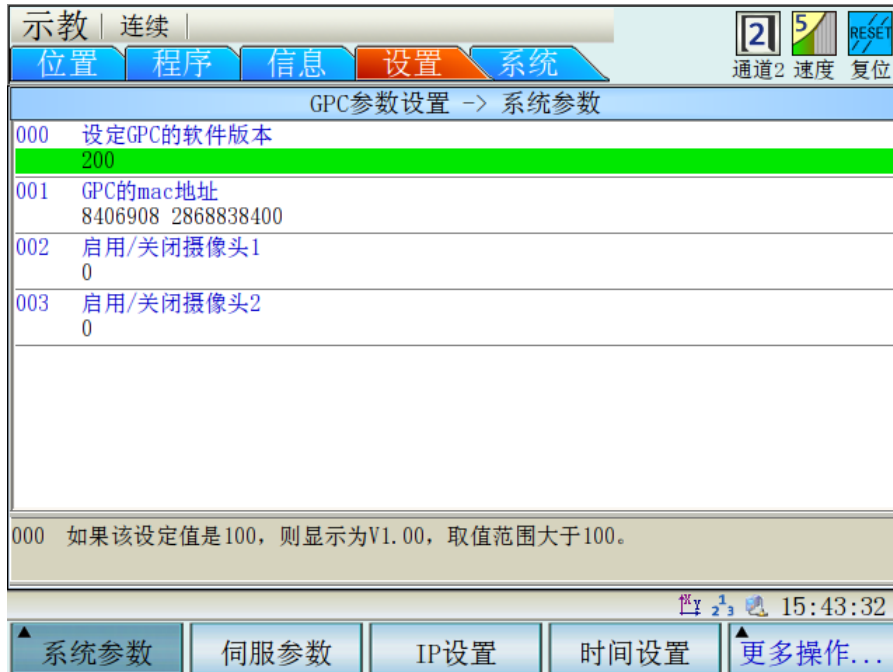 示教 连续
2 5 RESET
通道2 速度 复位
位置 程序 信息 设置 系统
GPC参数设置 -> 系统参数
000 设定GPC的软件版本
200
001 GPC的mac地址
8406908 2868838400
002 启用/关闭摄像头1
0
003 启用/关闭摄像头2
0
000 如果该设定值是100，则显示为V1.00，取值范围大于100。
15:43:32
系统参数 伺服参数 IP设置 时间设置 更多操作...